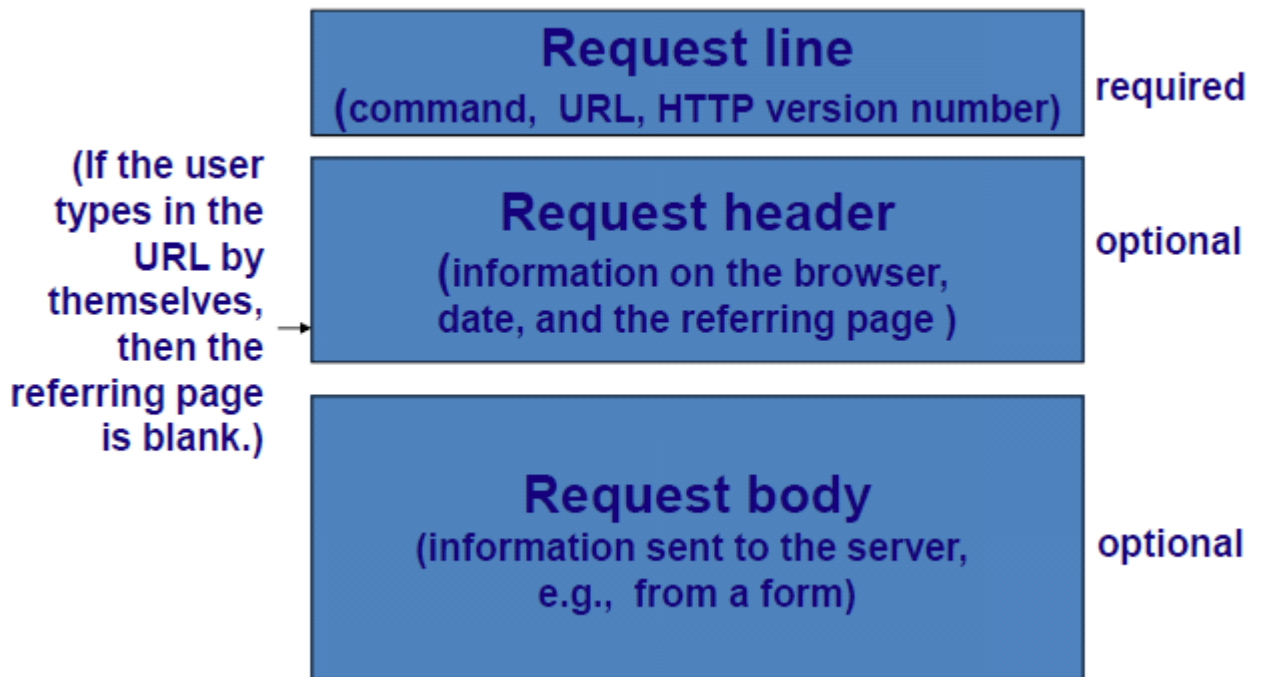 Request line
(command, URL, HTTP version number)
required
(If the user
types in the
URL by
themselves,
then the
referring page
is blank.)
Request header
(information on the browser,
date, and the referring page )
optional
Request body
(information sent to the server,
e.g., from a form)
optional